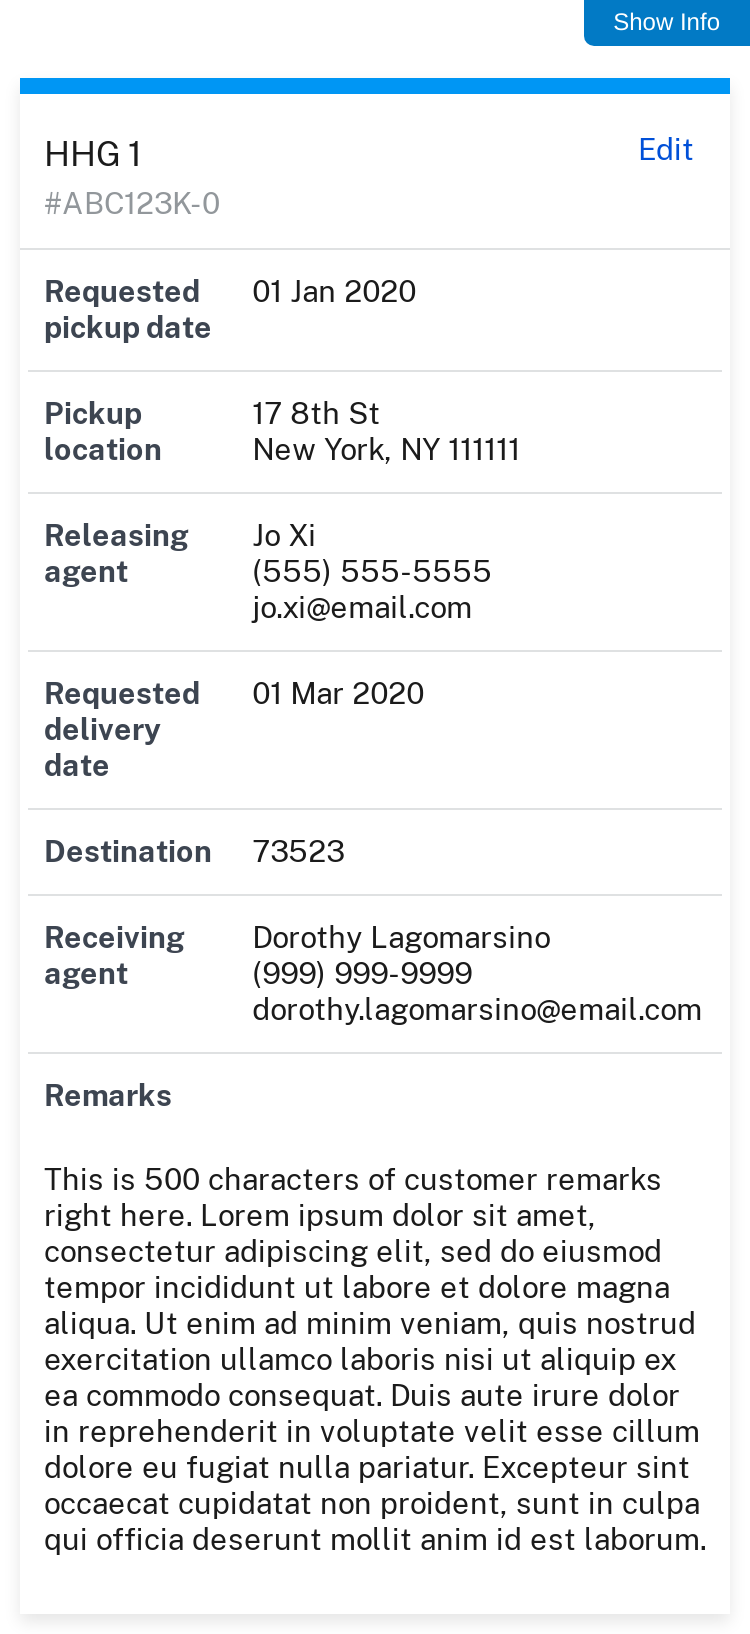 Show Info
HHG 1
Edit
#ABC123K-0
Requested
pickup date
01 Jan 2020
Pickup
location
17 8th St
New York, NY 111111
Releasing
agent
Jo Xi
(555) 555-5555
jo.xi@email.com
Requested
delivery
date
01 Mar 2020
Destination
73523
Receiving
agent
Dorothy Lagomarsino
(999) 999-9999
dorothy.lagomarsino@email.com
Remarks
This is 500 characters of customer remarks
right here. Lorem ipsum dolor sit amet,
consectetur adipiscing elit, sed do eiusmod
tempor incididunt ut labore et dolore magna
aliqua. Ut enim ad minim veniam, quis nostrud
exercitation ullamco laboris nisi ut aliquip ex
ea commodo consequat. Duis aute irure dolor
in reprehenderit in voluptate velit esse cillum
dolore eu fugiat nulla pariatur. Excepteur sint
occaecat cupidatat non proident, sunt in culpa
qui officia deserunt mollit anim id est laborum.